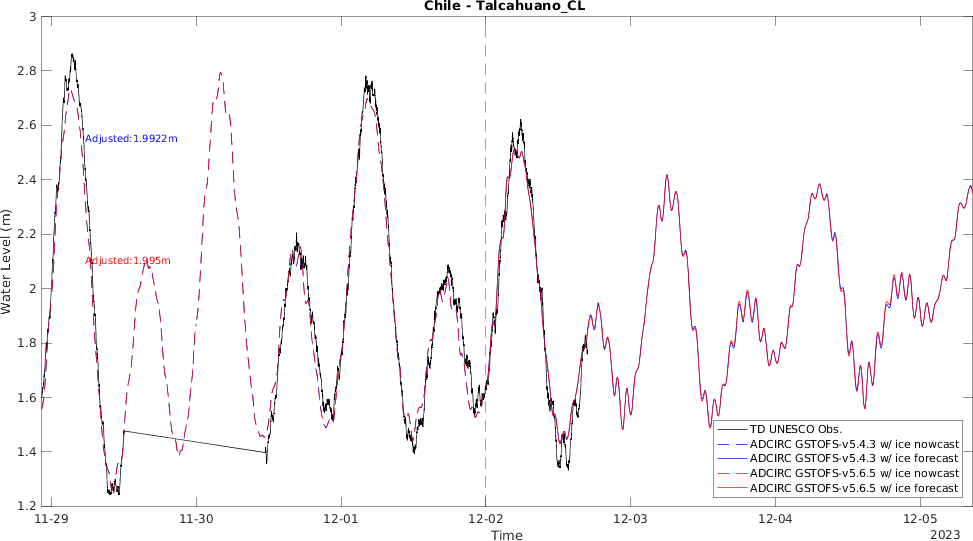 Chile - Talcahuano_CL
3
2.8
2.6
2.4
2.2
2
1.8
1.6
1.4
1.2
Water Level (m)
Adjusted:1.9922m
Adjusted:1.995m
TD UNESCO Obs.
ADCIRC GSTOFS-v5.4.3 w/ ice nowcast
ADCIRC GSTOFS-v5.4.3 w/ ice forecast
ADCIRC GSTOFS-v5.6.5 w/ ice nowcast
ADCIRC GSTOFS-v5.6.5 w/ ice forecast
11-29 11-30 12-01 12-02 12-03 12-04 12-05
Time
2023